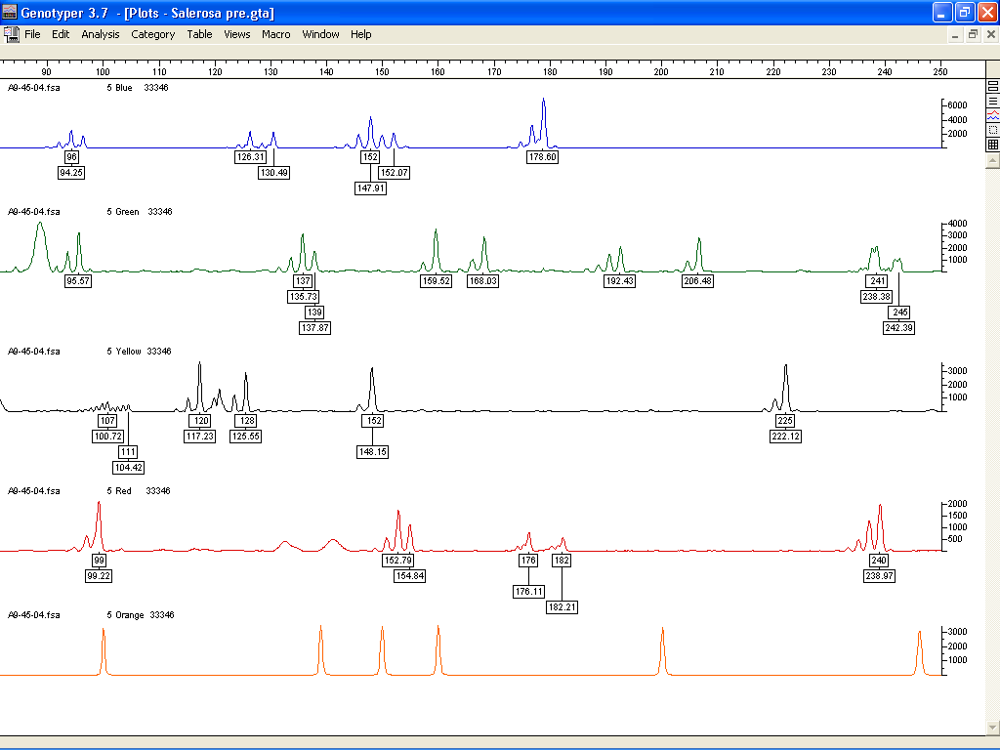 Genotyper 3.7 - [Plots - Salerosa pre.gta]
File Edit Analysis Category Table Views Macro Window Help
90 100 110 120 130 140 150 160 170 180 190 200 210 220 230 240 250
A9-45-04.fsa 5 Blue 33346
6000
4000
2000
96 126.31 152 178.60
94.25 130.49 152.07
147.91
A9-45-04.fsa 5 Green 33346
4000
3000
2000
1000
95.57 137 159.52 168.03 192.43 206.48 241
135.73 238.38
139 245
137.87 242.39
A9-45-04.fsa 5 Yellow 33346
3000
2000
1000
107 120 128 152 225
100.72 117.23 125.55 222.12
111 148.15
104.42
A9-45-04.fsa 5 Red 33346
2000
1500
1000
500
99 152.79 176 182 240
99.22 154.84 238.97
176.11
182.21
A9-45-04.fsa 5 Orange 33346
3000
2000
1000